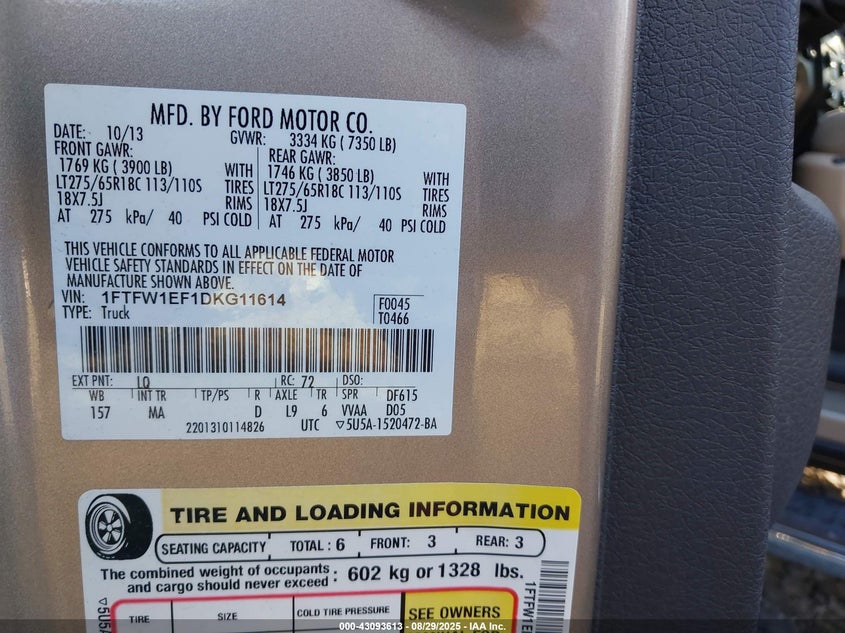 MFD. BY FORD MOTOR CO.
DATE: 10/13 GVWR: 3334 KG ( 7350 LB)
FRONT GAWR: REAR GAWR:
1769 KG ( 3900 LB) WITH 1746 KG ( 3850 LB) WITH
LT275/65R18C 113/110S TIRES LT275/65R18C 113/110S TIRES
18X7.5J RIMS 18X7.5J RIMS
AT 275 kPa/ 40 PSI COLD AT 275 kPa/ 40 PSI COLD
THIS VEHICLE CONFORMS TO ALL APPLICABLE FEDERAL MOTOR
VEHICLE SAFETY STANDARDS IN EFFECT ON THE DATE OF
MANUFACTURE SHOWN ABOVE.
VIN: 1FTFW1EF1DKG11614 F0045
TYPE: Truck T0466
EXT PNT: LQ RC: 72 DSO:
WB INT TR TP/PS R AXLE TR SPR DF615
157 MA D L9 6 VVAA D05
2201310114826 UTC ▽5U5A-1520472-BA
TIRE AND LOADING INFORMATION
SEATING CAPACITY TOTAL : 6 FRONT: 3 REAR: 3
The combined weight of occupants and cargo should never exceed : 602 kg or 1328 lbs.
TIRE SIZE COLD TIRE PRESSURE SEE OWNERS
▽5U5A
1FTFW1E
000-43093613 - 08/29/2025 - IAAI.com